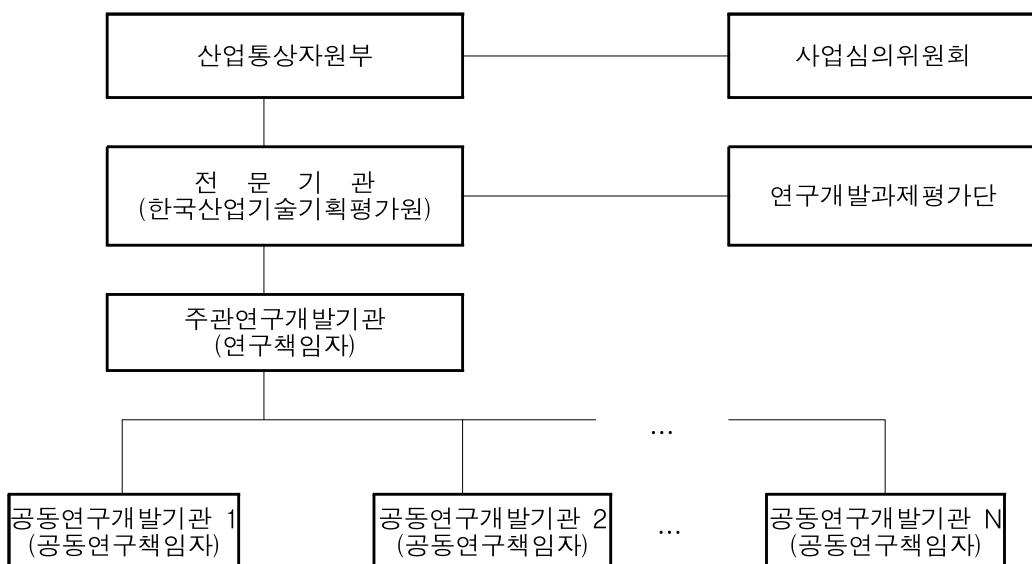 산업통상자원부
사업심의위원회
전 문 기 관
(한국산업기술기획평가원)
연구개발과제평가단
주관연구개발기관
(연구책임자)
...
공동연구개발기관 1
(공동연구책임자)
공동연구개발기관 2
(공동연구책임자)
...
공동연구개발기관 N
(공동연구책임자)